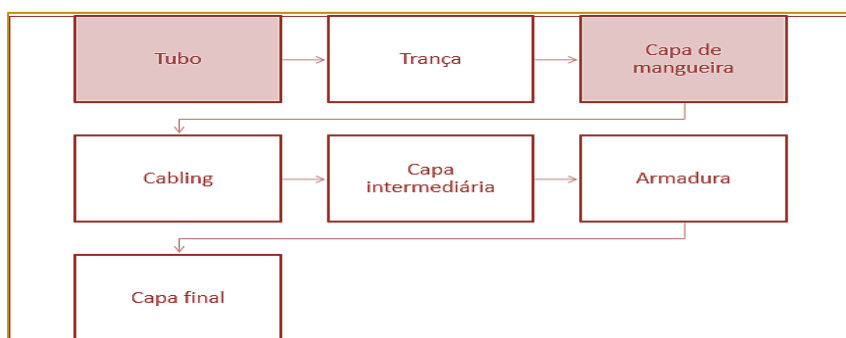 Tubo
Trança
Capa de
mangueira
Cabling
Capa
intermediária
Armadura
Capa final